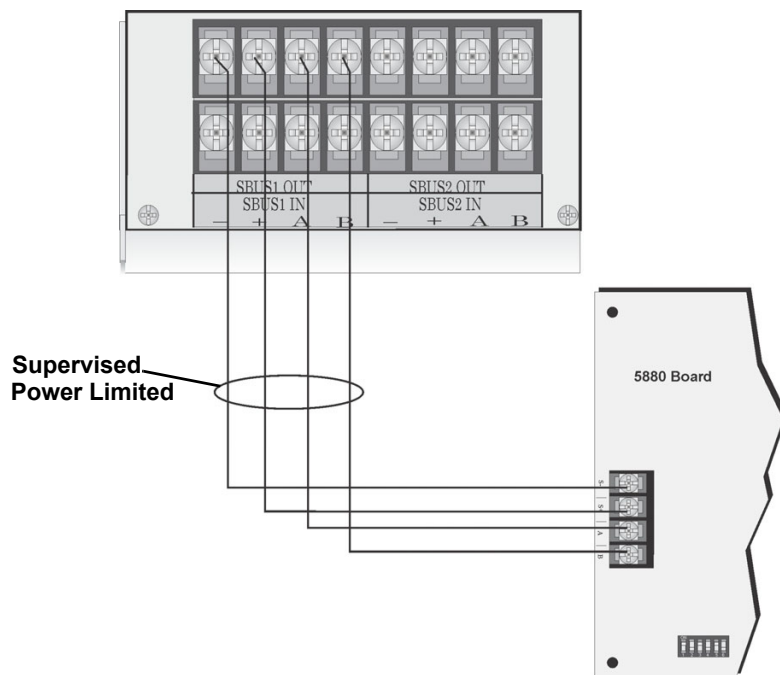 SBUS1 OUT SBUS2 OUT
SBUS1 IN SBUS2 IN
− + A B − + A B
Supervised
Power Limited
5880 Board
S-
S+
A
B